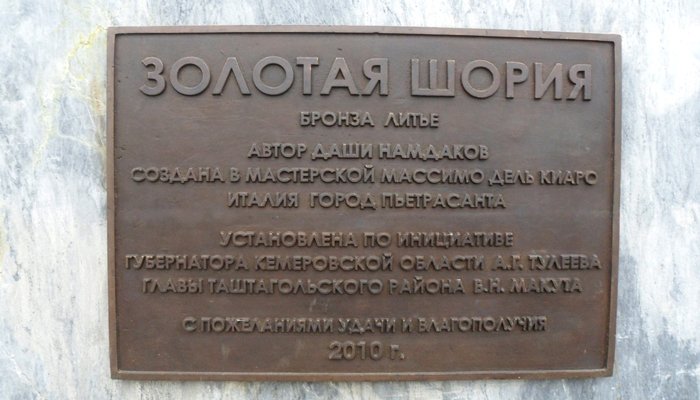 ЗОЛОТАЯ ШОРИЯ
БРОНЗА ЛИТЬЕ
АВТОР ДАШИ НАМДАКОВ
СОЗДАНА В МАСТЕРСКОЙ МАССИМО ДЕЛЬ КИАРО
ИТАЛИЯ ГОРОД ПЬЕТРАСАНТА
УСТАНОВЛЕНА ПО ИНИЦИАТИВЕ
ГУБЕРНАТОРА КЕМЕРОВСКОЙ ОБЛАСТИ А.Г. ТУЛЕЕВА
ГЛАВЫ ТАШТАГОЛЬСКОГО РАЙОНА В.Н. МАКУТА
С ПОЖЕЛАНИЯМИ УДАЧИ И БЛАГОПОЛУЧИЯ
2010 г.